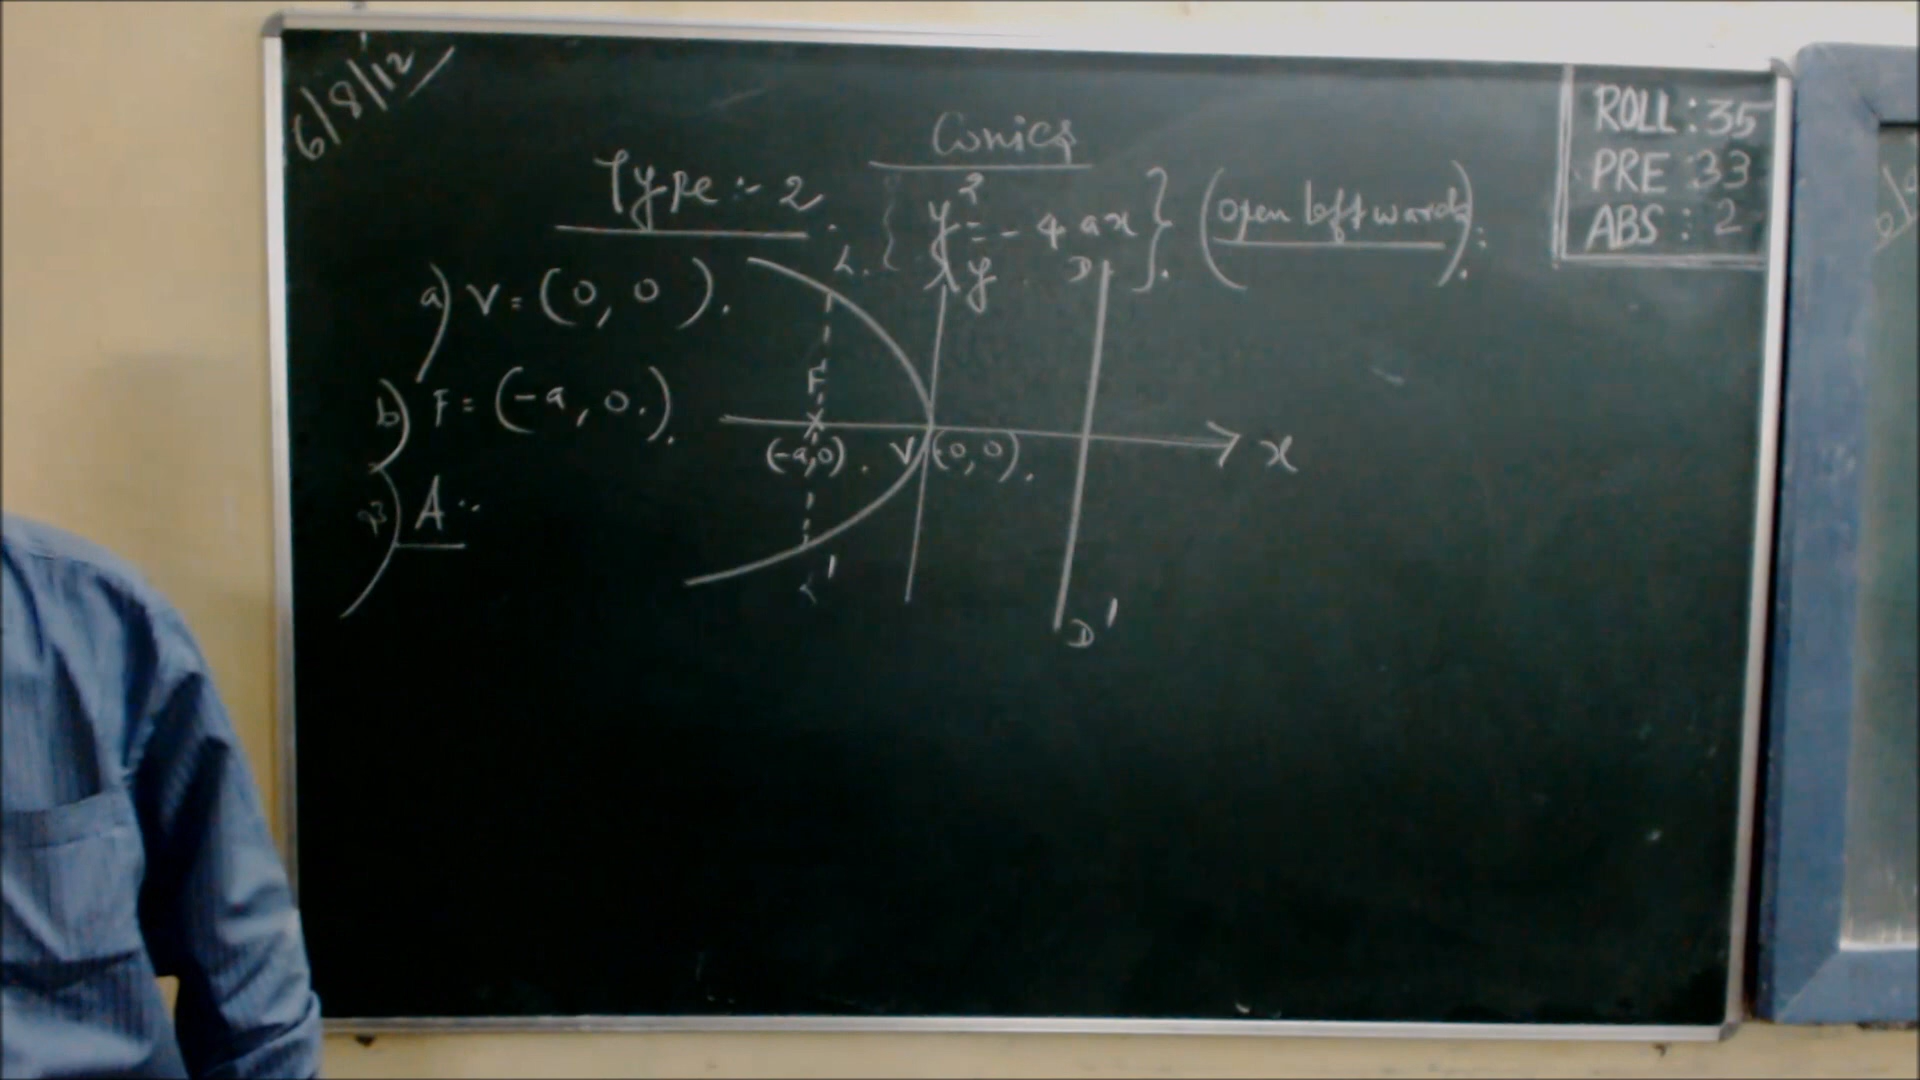 6/8/12
Conics
Type:- 2. { y² = -4ax }. (open leftwards).
ROLL: 35
PRE: 33
ABS: 2
a) V = (0, 0).
b) F = (-a, 0.).
A
L
y
D
F
(-a,0). V (0,0).
x
L'
D'